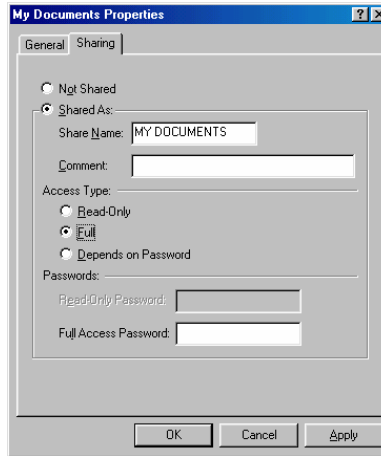 My Documents Properties
General Sharing
Not Shared
Shared As:
Share Name: MY DOCUMENTS
Comment:
Access Type:
Read-Only
Full
Depends on Password
Passwords:
Read-Only Password:
Full Access Password:
OK Cancel Apply